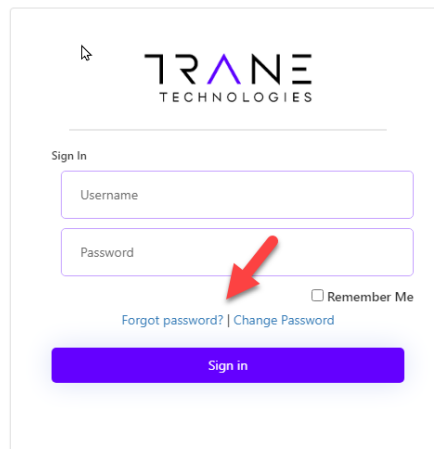 TRANE
TECHNOLOGIES
Sign In
Username
Password
Remember Me
Forgot password? | Change Password
Sign in